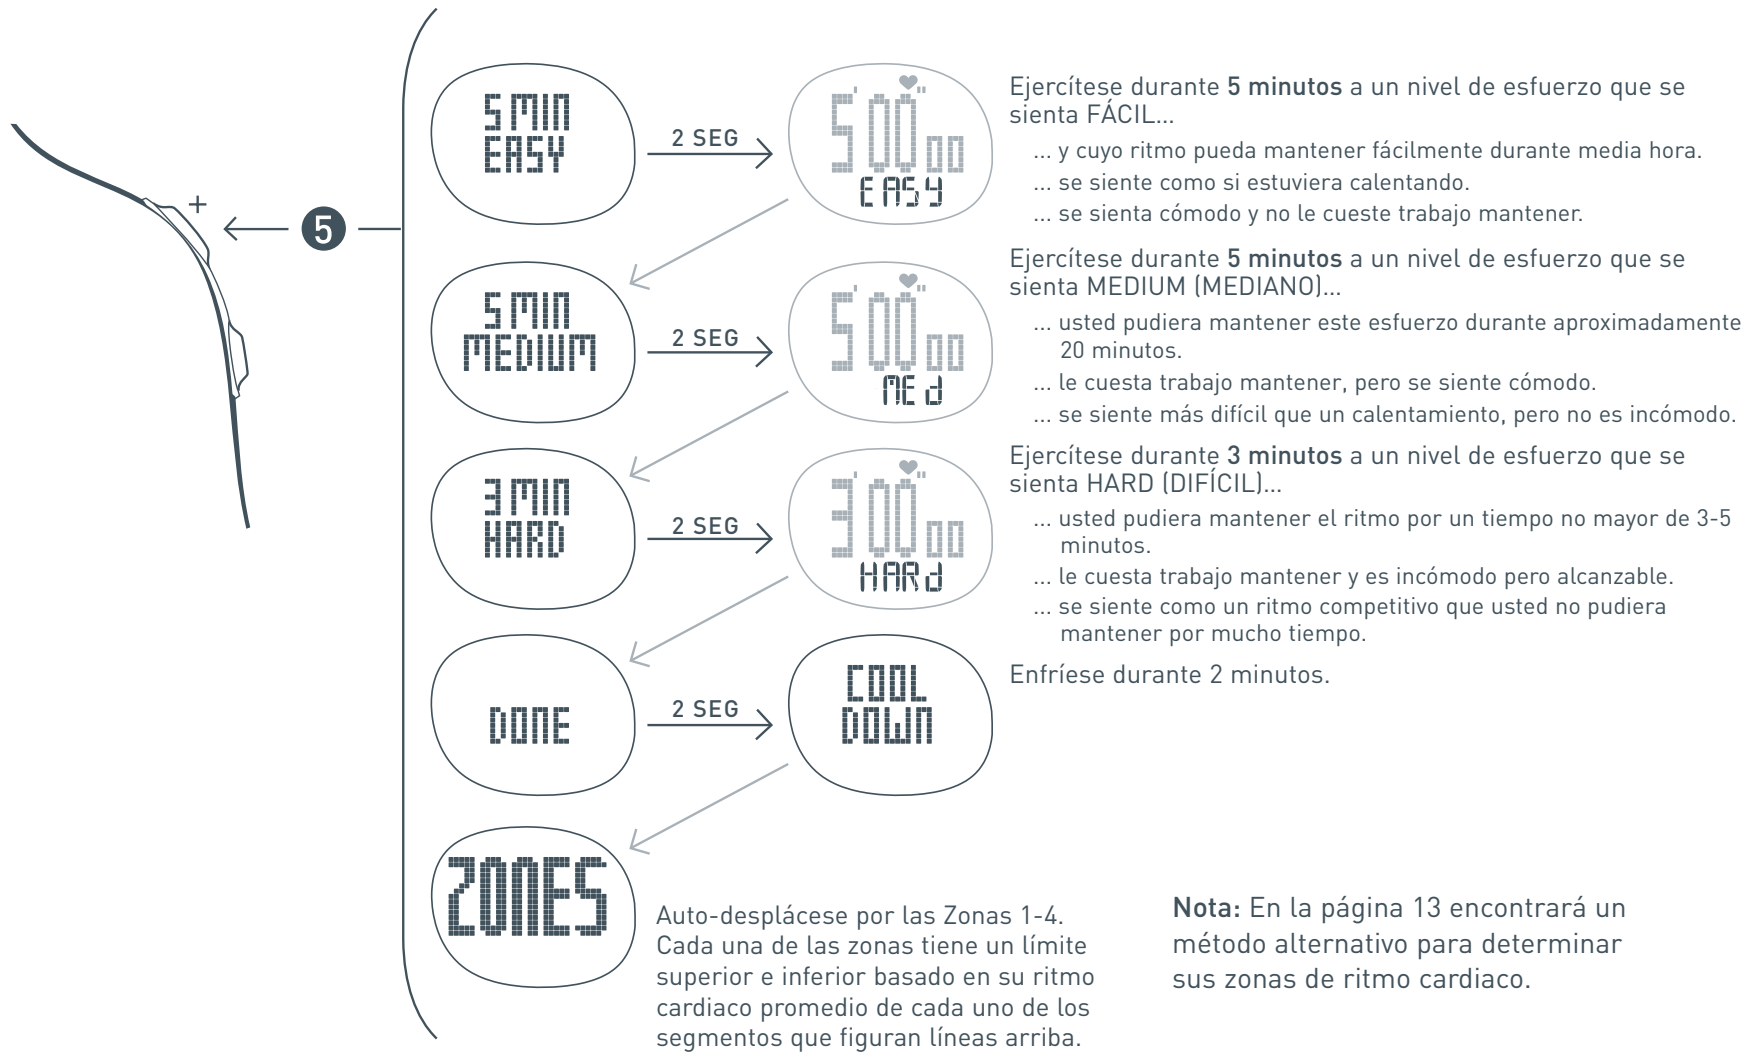 +
5
5 MIN
EASY
2 SEG
5'00"00
EASY
Ejercítese durante 5 minutos a un nivel de esfuerzo que se
sienta FÁCIL...
... y cuyo ritmo pueda mantener fácilmente durante media hora.
... se siente como si estuviera calentando.
... se sienta cómodo y no le cueste trabajo mantener.
5 MIN
MEDIUM
2 SEG
5'00"00
MEd
Ejercítese durante 5 minutos a un nivel de esfuerzo que se
sienta MEDIUM (MEDIANO)...
... usted pudiera mantener este esfuerzo durante aproximadamente
20 minutos.
... le cuesta trabajo mantener, pero se siente cómodo.
... se siente más difícil que un calentamiento, pero no es incómodo.
3 MIN
HARD
2 SEG
3'00"00
HARd
Ejercítese durante 3 minutos a un nivel de esfuerzo que se
sienta HARD (DIFÍCIL)...
... usted pudiera mantener el ritmo por un tiempo no mayor de 3-5
minutos.
... le cuesta trabajo mantener y es incómodo pero alcanzable.
... se siente como un ritmo competitivo que usted no pudiera
mantener por mucho tiempo.
DONE
2 SEG
COOL
DOWN
Enfríese durante 2 minutos.
ZONES
Auto-desplácese por las Zonas 1-4.
Cada una de las zonas tiene un límite
superior e inferior basado en su ritmo
cardiaco promedio de cada uno de los
segmentos que figuran líneas arriba.
Nota: En la página 13 encontrará un
método alternativo para determinar
sus zonas de ritmo cardiaco.